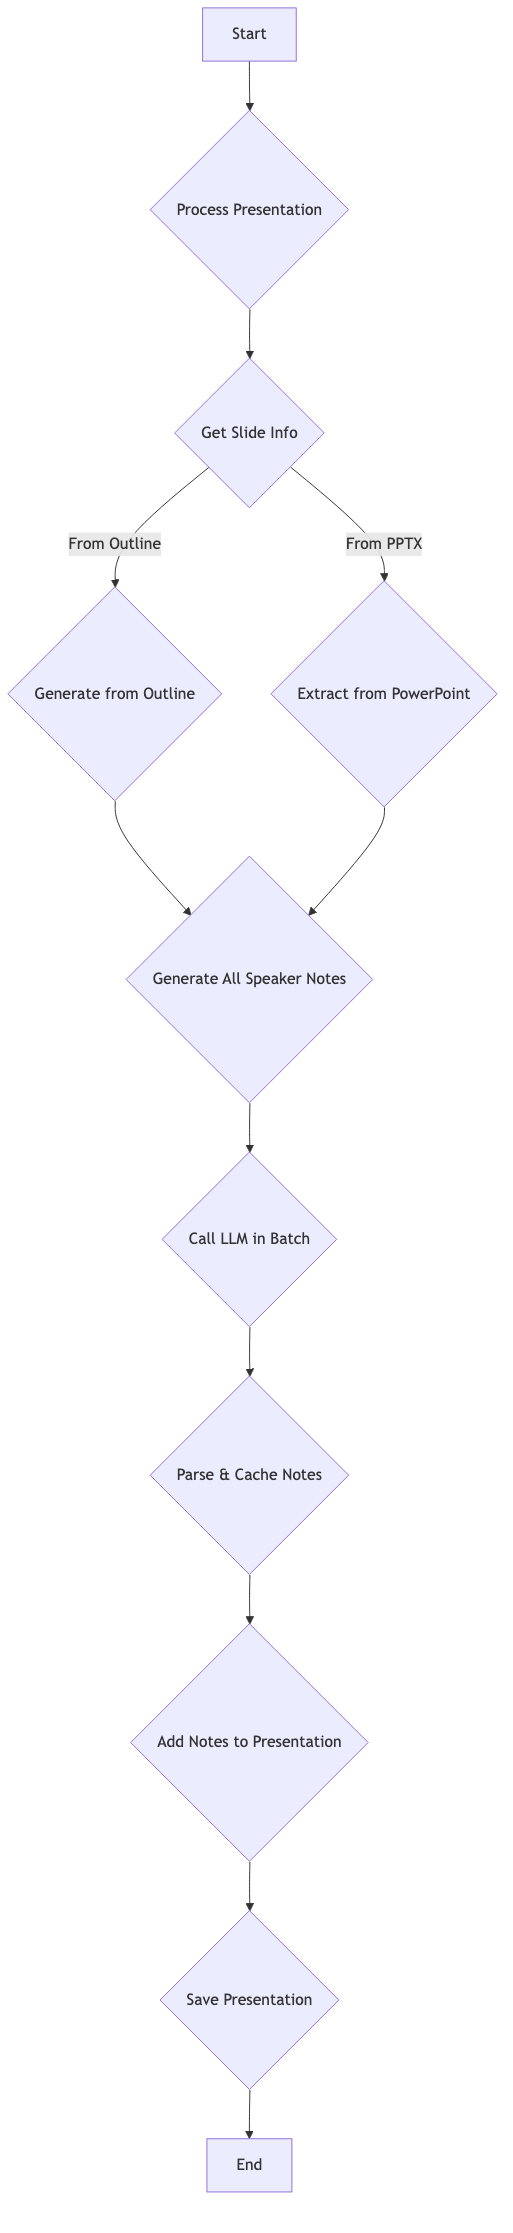 Start
Process Presentation
Get Slide Info
From Outline
From PPTX
Generate from Outline
Extract from PowerPoint
Generate All Speaker Notes
Call LLM in Batch
Parse & Cache Notes
Add Notes to Presentation
Save Presentation
End